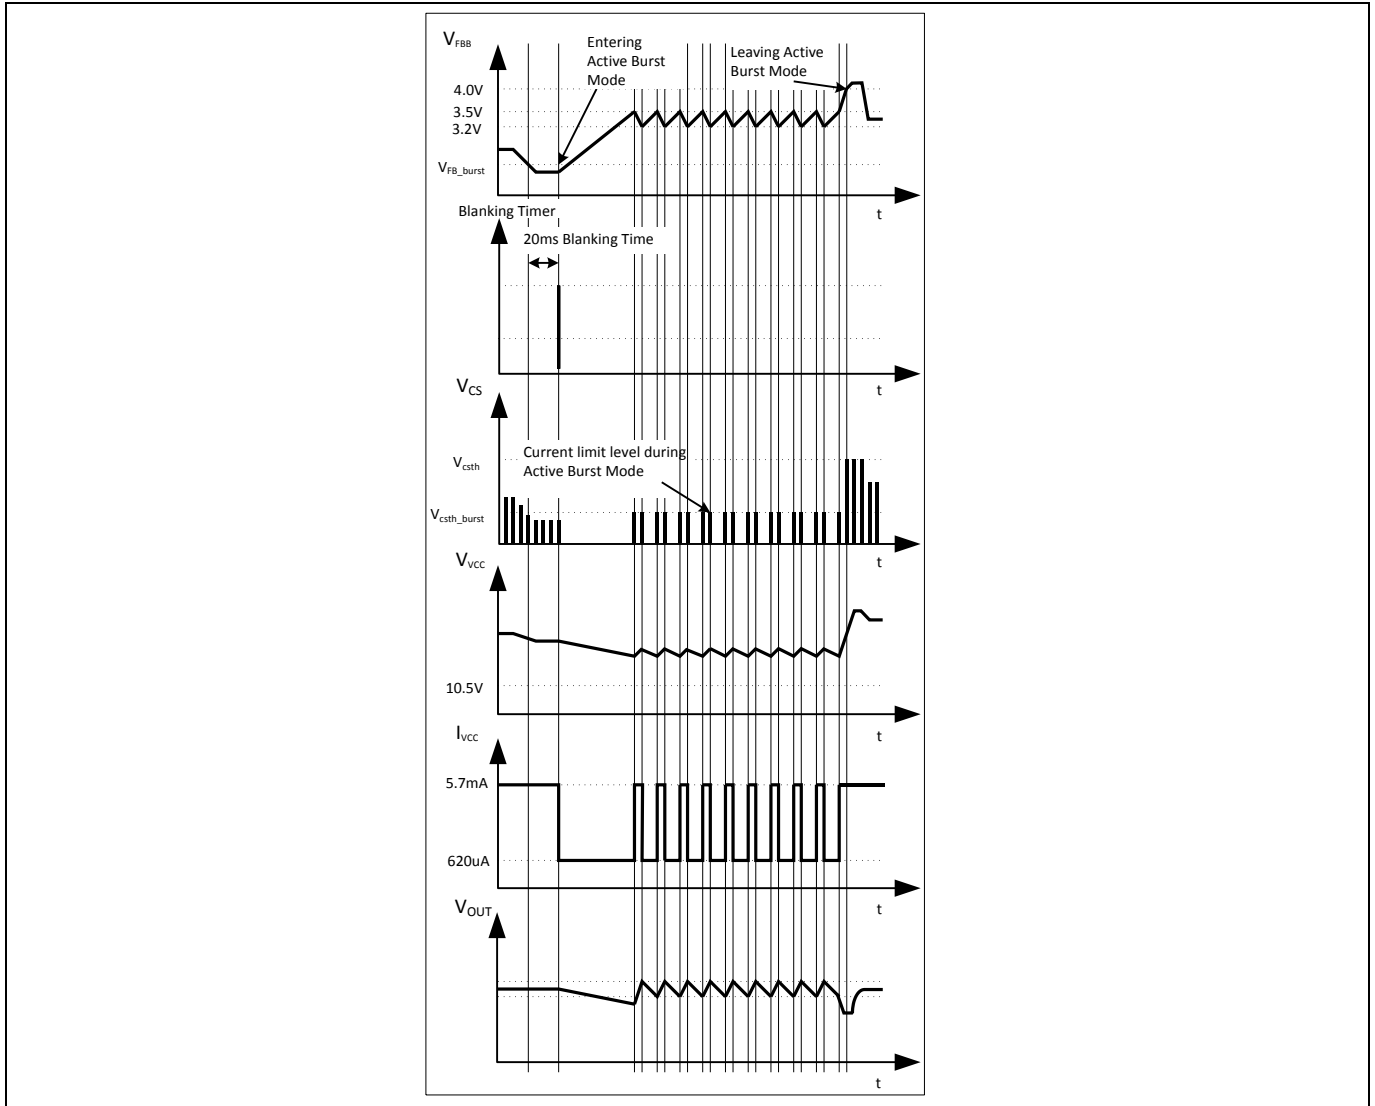 V_FBB
Entering
Active Burst
Mode
Leaving Active
Burst Mode
4.0V
3.5V
3.2V
V_FB_burst
t
Blanking Timer
20ms Blanking Time
t
V_CS
Current limit level during
Active Burst Mode
V_csth
V_csth_burst
t
V_VCC
10.5V
t
I_VCC
5.7mA
620uA
t
V_OUT
t